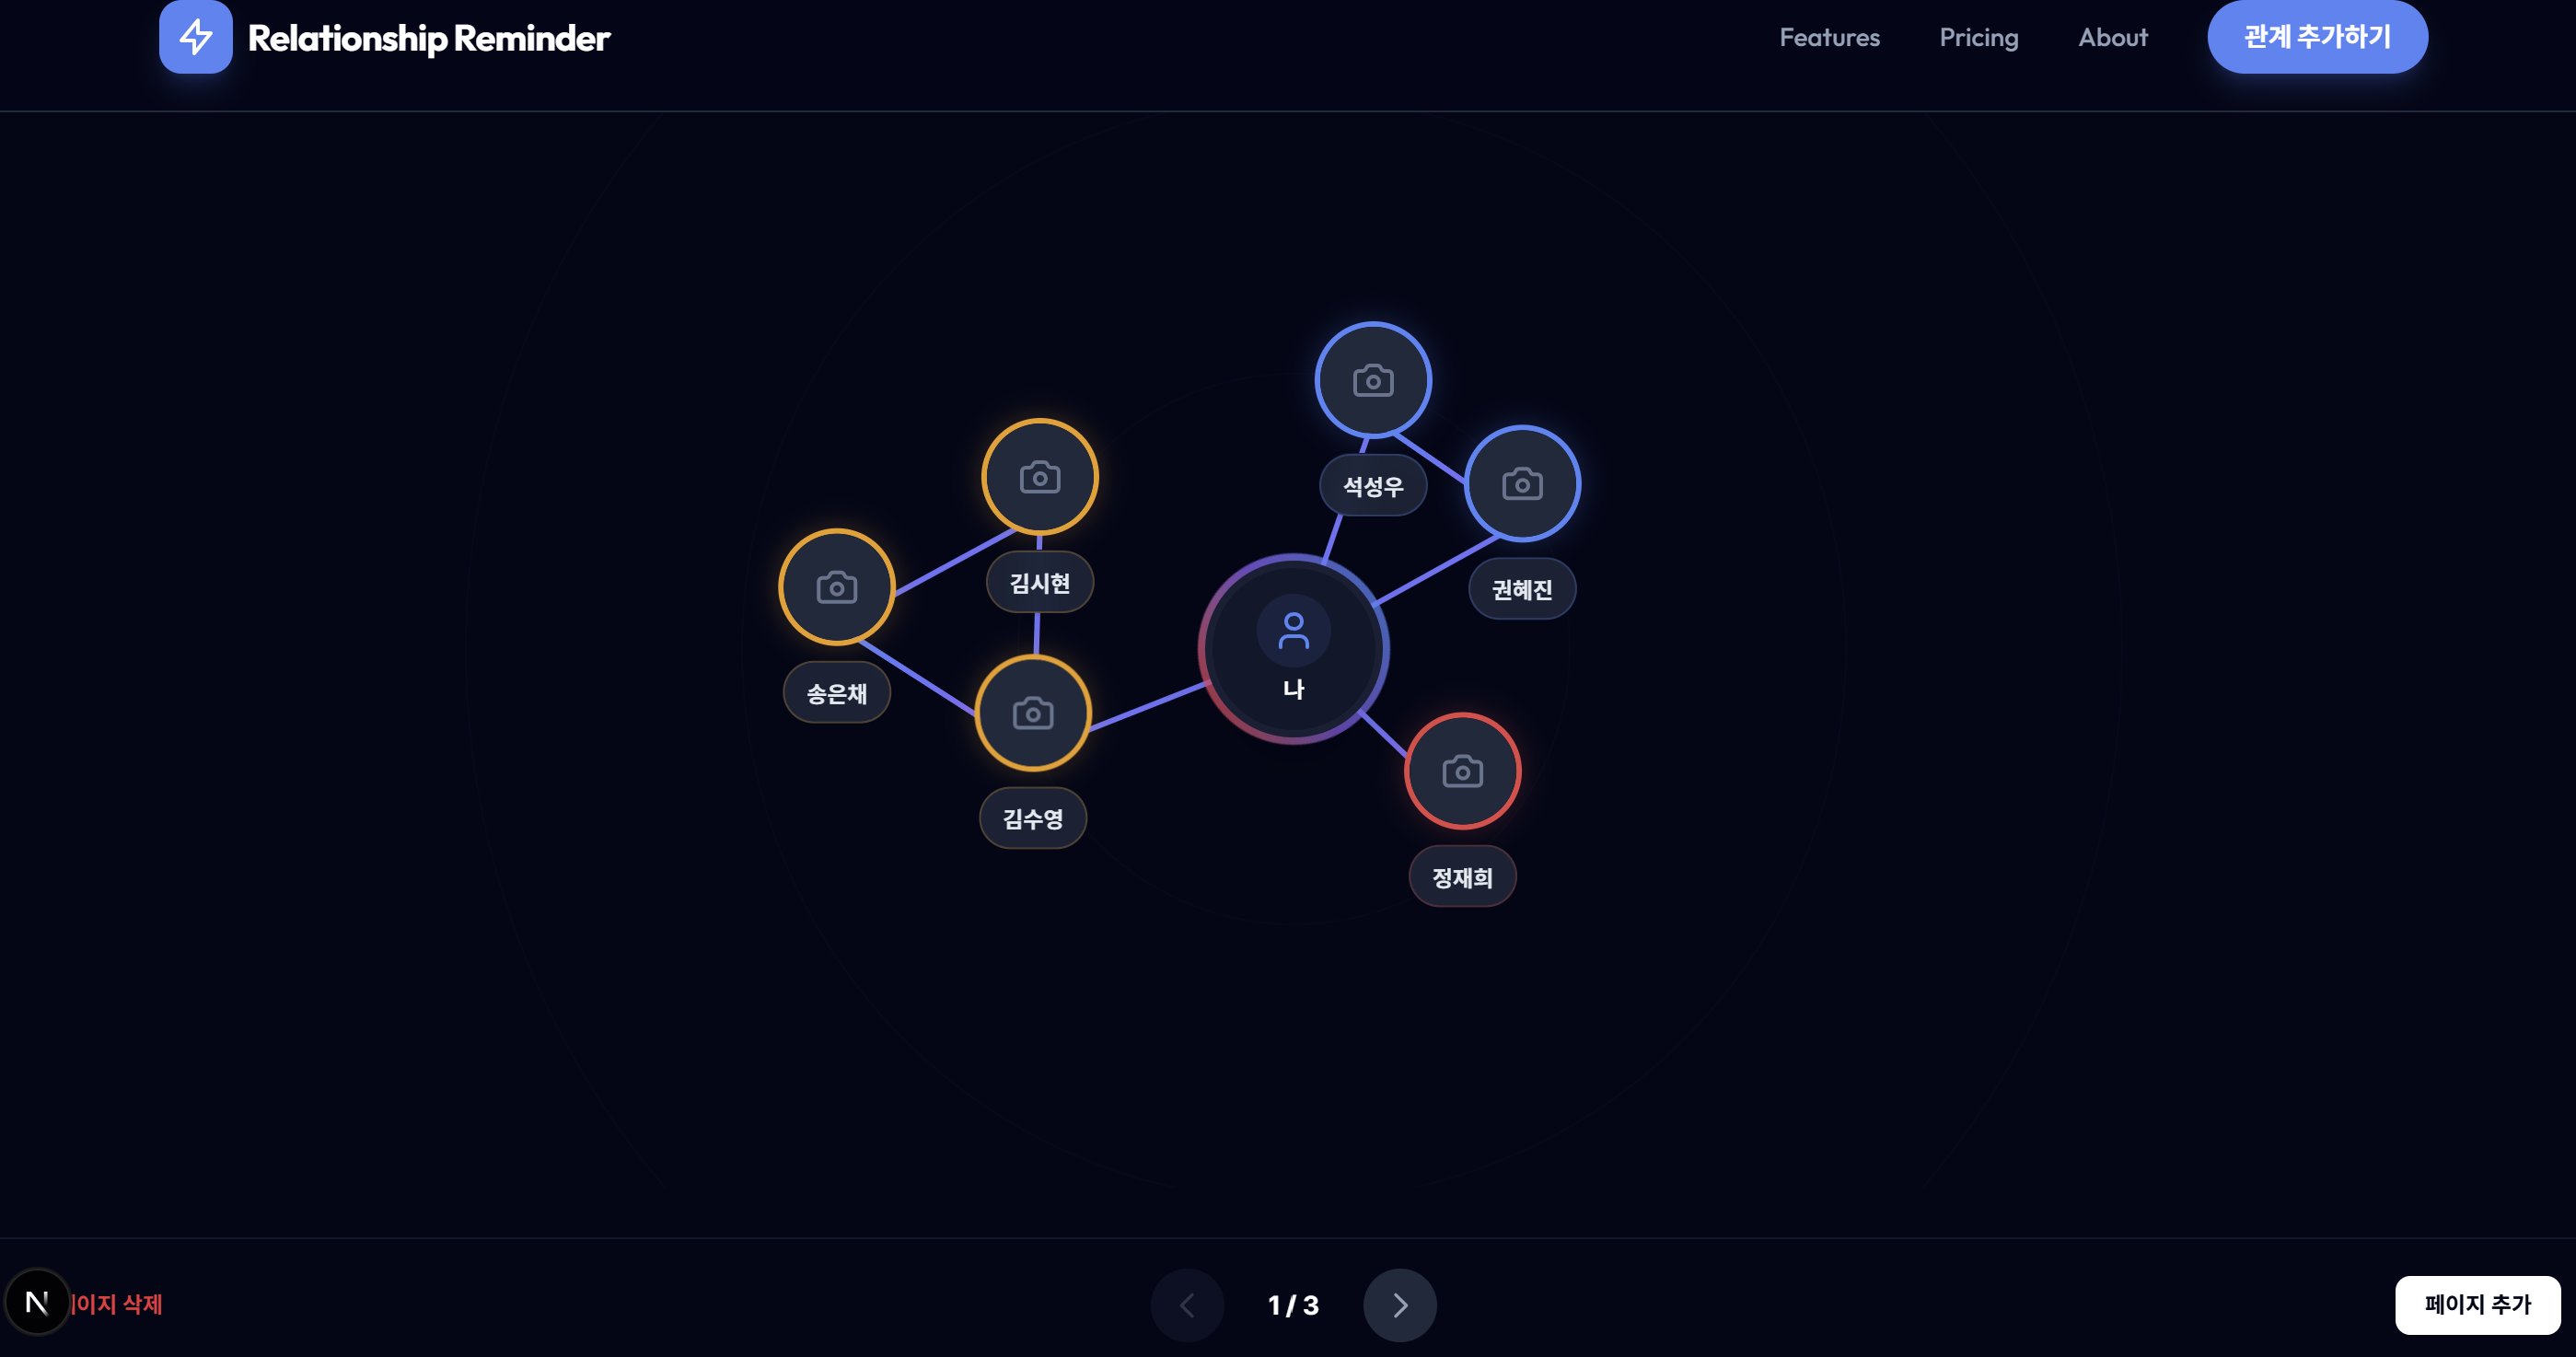 Relationship Reminder
Features
Pricing
About
관계 추가하기
석성우
김시현
권혜진
송은채
나
김수영
정재희
N
이지 삭제
1 / 3
페이지 추가